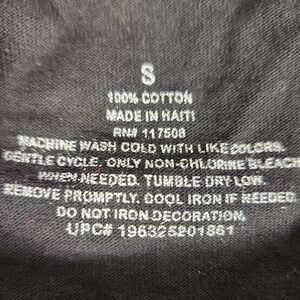 S
100% COTTON
MADE IN HAITI
RN# 117508
MACHINE WASH COLD WITH LIKE COLORS.
GENTLE CYCLE. ONLY NON-CHLORINE BLEACH
WHEN NEEDED. TUMBLE DRY LOW.
REMOVE PROMPTLY. COOL IRON IF NEEDED.
DO NOT IRON DECORATION.
UPC# 196325201861